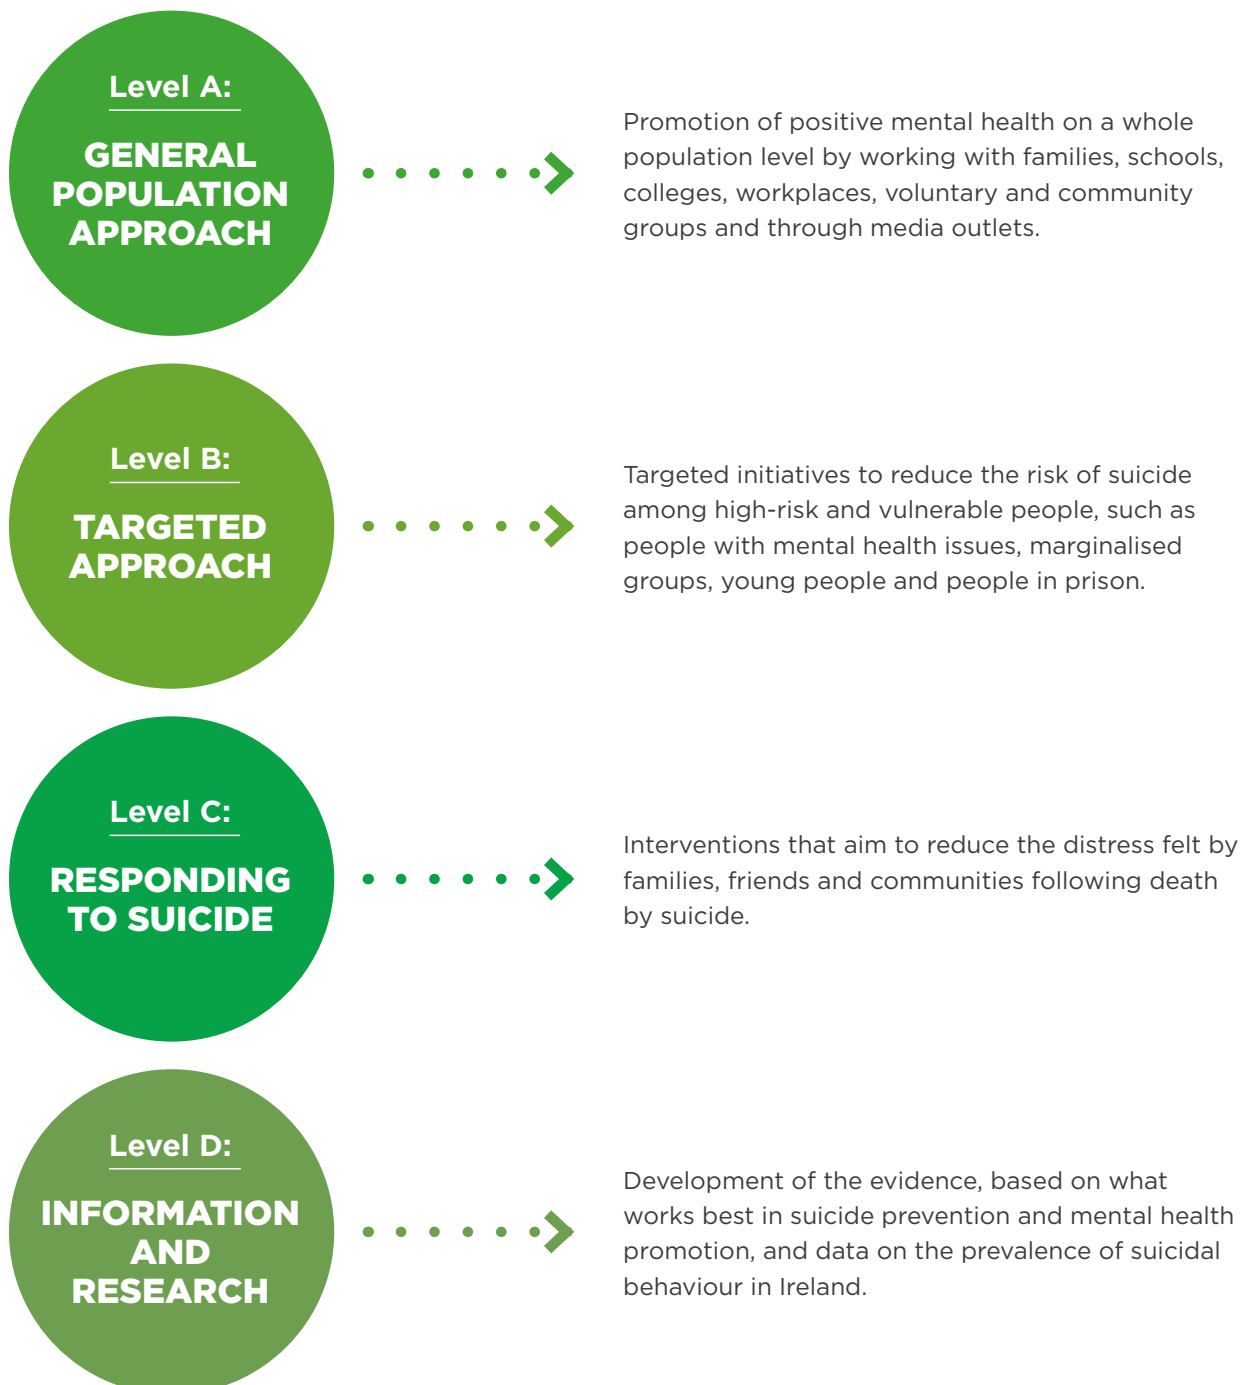 Level A:
GENERAL
POPULATION
APPROACH
Promotion of positive mental health on a whole
population level by working with families, schools,
colleges, workplaces, voluntary and community
groups and through media outlets.
Level B:
TARGETED
APPROACH
Targeted initiatives to reduce the risk of suicide
among high-risk and vulnerable people, such as
people with mental health issues, marginalised
groups, young people and people in prison.
Level C:
RESPONDING
TO SUICIDE
Interventions that aim to reduce the distress felt by
families, friends and communities following death
by suicide.
Level D:
INFORMATION
AND
RESEARCH
Development of the evidence, based on what
works best in suicide prevention and mental health
promotion, and data on the prevalence of suicidal
behaviour in Ireland.